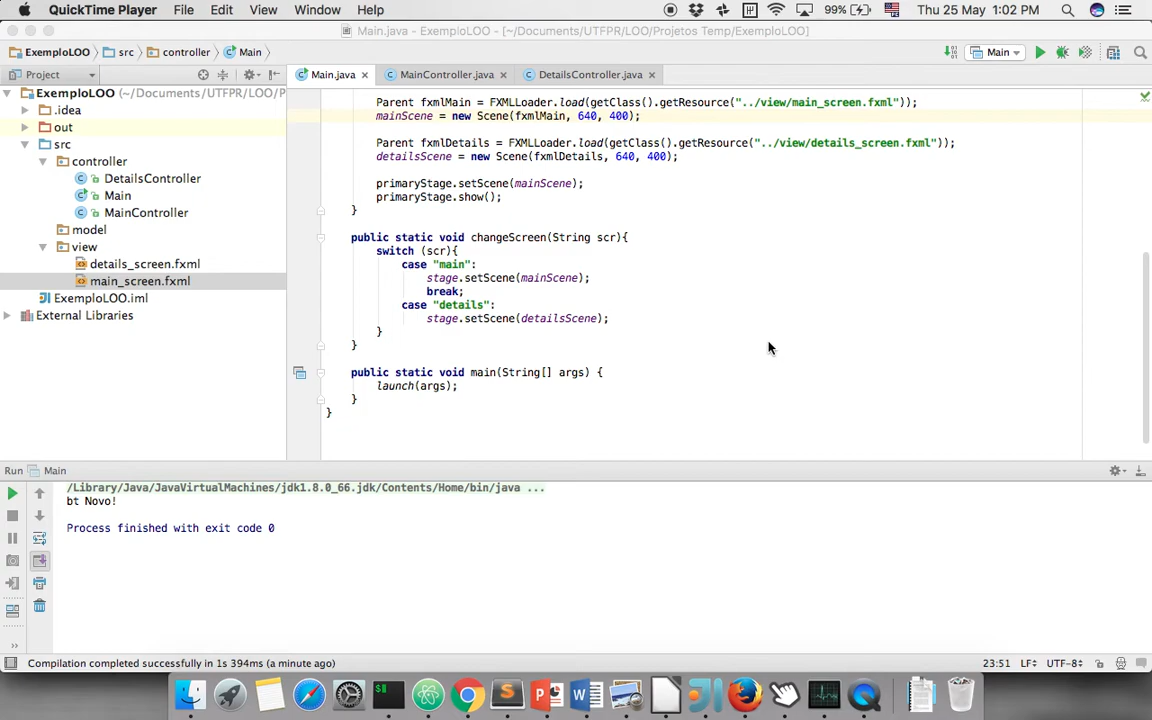 QuickTime Player File Edit View Window Help 99% Thu 25 May 1:02 PM
Main.java - ExemploLOO - [~/Documents/UTFPR/LOO/Projetos Temp/ExemploLOO]
ExemploLOO src controller Main Main
Project Main.java MainController.java DetailsController.java
ExemploLOO (~/Documents/UTFPR/LOO/P
.idea
out
src
controller
DetailsController
Main
MainController
model
view
details_screen.fxml
main_screen.fxml
ExemploLOO.iml
External Libraries
Parent fxmlMain = FXMLLoader.load(getClass().getResource("../view/main_screen.fxml"));
mainScene = new Scene(fxmlMain, 640, 400);
Parent fxmlDetails = FXMLLoader.load(getClass().getResource("../view/details_screen.fxml"));
detailsScene = new Scene(fxmlDetails, 640, 400);
primaryStage.setScene(mainScene);
primaryStage.show();
}
public static void changeScreen(String scr){
switch (scr){
case "main":
stage.setScene(mainScene);
break;
case "details":
stage.setScene(detailsScene);
}
}
public static void main(String[] args) {
launch(args);
}
}
Run Main
/Library/Java/JavaVirtualMachines/jdk1.8.0_66.jdk/Contents/Home/bin/java ...
bt Novo!
Process finished with exit code 0
Compilation completed successfully in 1s 394ms (a minute ago) 23:51 LF÷ UTF-8÷